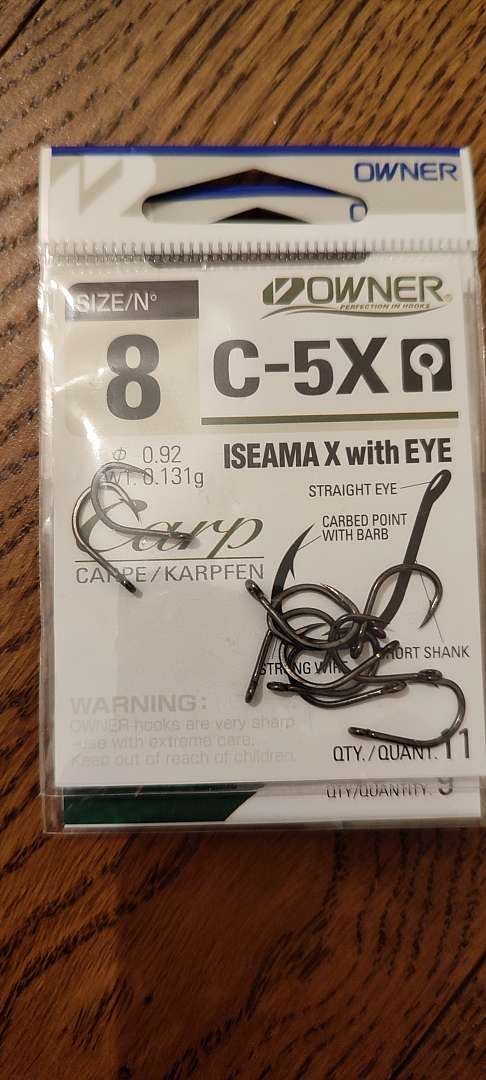 OWNER
SIZE/N°
8
OWNER
PERFECTION IN HOOKS
C-5X
Φ 0.92
WT. 0.131g
ISEAMA X with EYE
STRAIGHT EYE
CARBED POINT
WITH BARB
Carp
CARPE/KARPFEN
STRONG WIRE
SHORT SHANK
WARNING:
OWNER hooks are very sharp
-use with extreme care.
Keep out of reach of children.
QTY./QUANT. 11
QTY/QUANTITY. 9